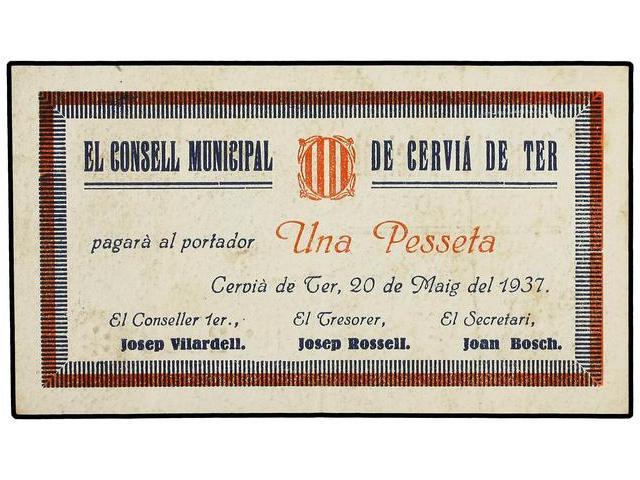 EL CONSELL MUNICIPAL DE CERVIÁ DE TER
pagarà al portador Una Pesseta
Cervià de Ter, 20 de Maig del 1937.
El Conseller 1er., El Tresorer, El Secretari,
Josep Vilardell. Josep Rossell. Joan Bosch.